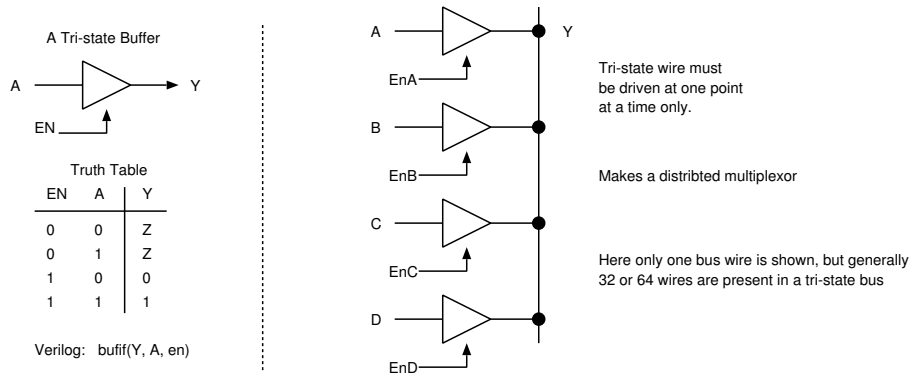 A Tri-state Buffer
A
Y
EN
Truth Table
EN A Y
0 0 Z
0 1 Z
1 0 0
1 1 1
Verilog: bufif(Y, A, en)
A
Y
EnA
B
EnB
C
EnC
D
EnD
Tri-state wire must
be driven at one point
at a time only.
Makes a distribted multiplexor
Here only one bus wire is shown, but generally
32 or 64 wires are present in a tri-state bus